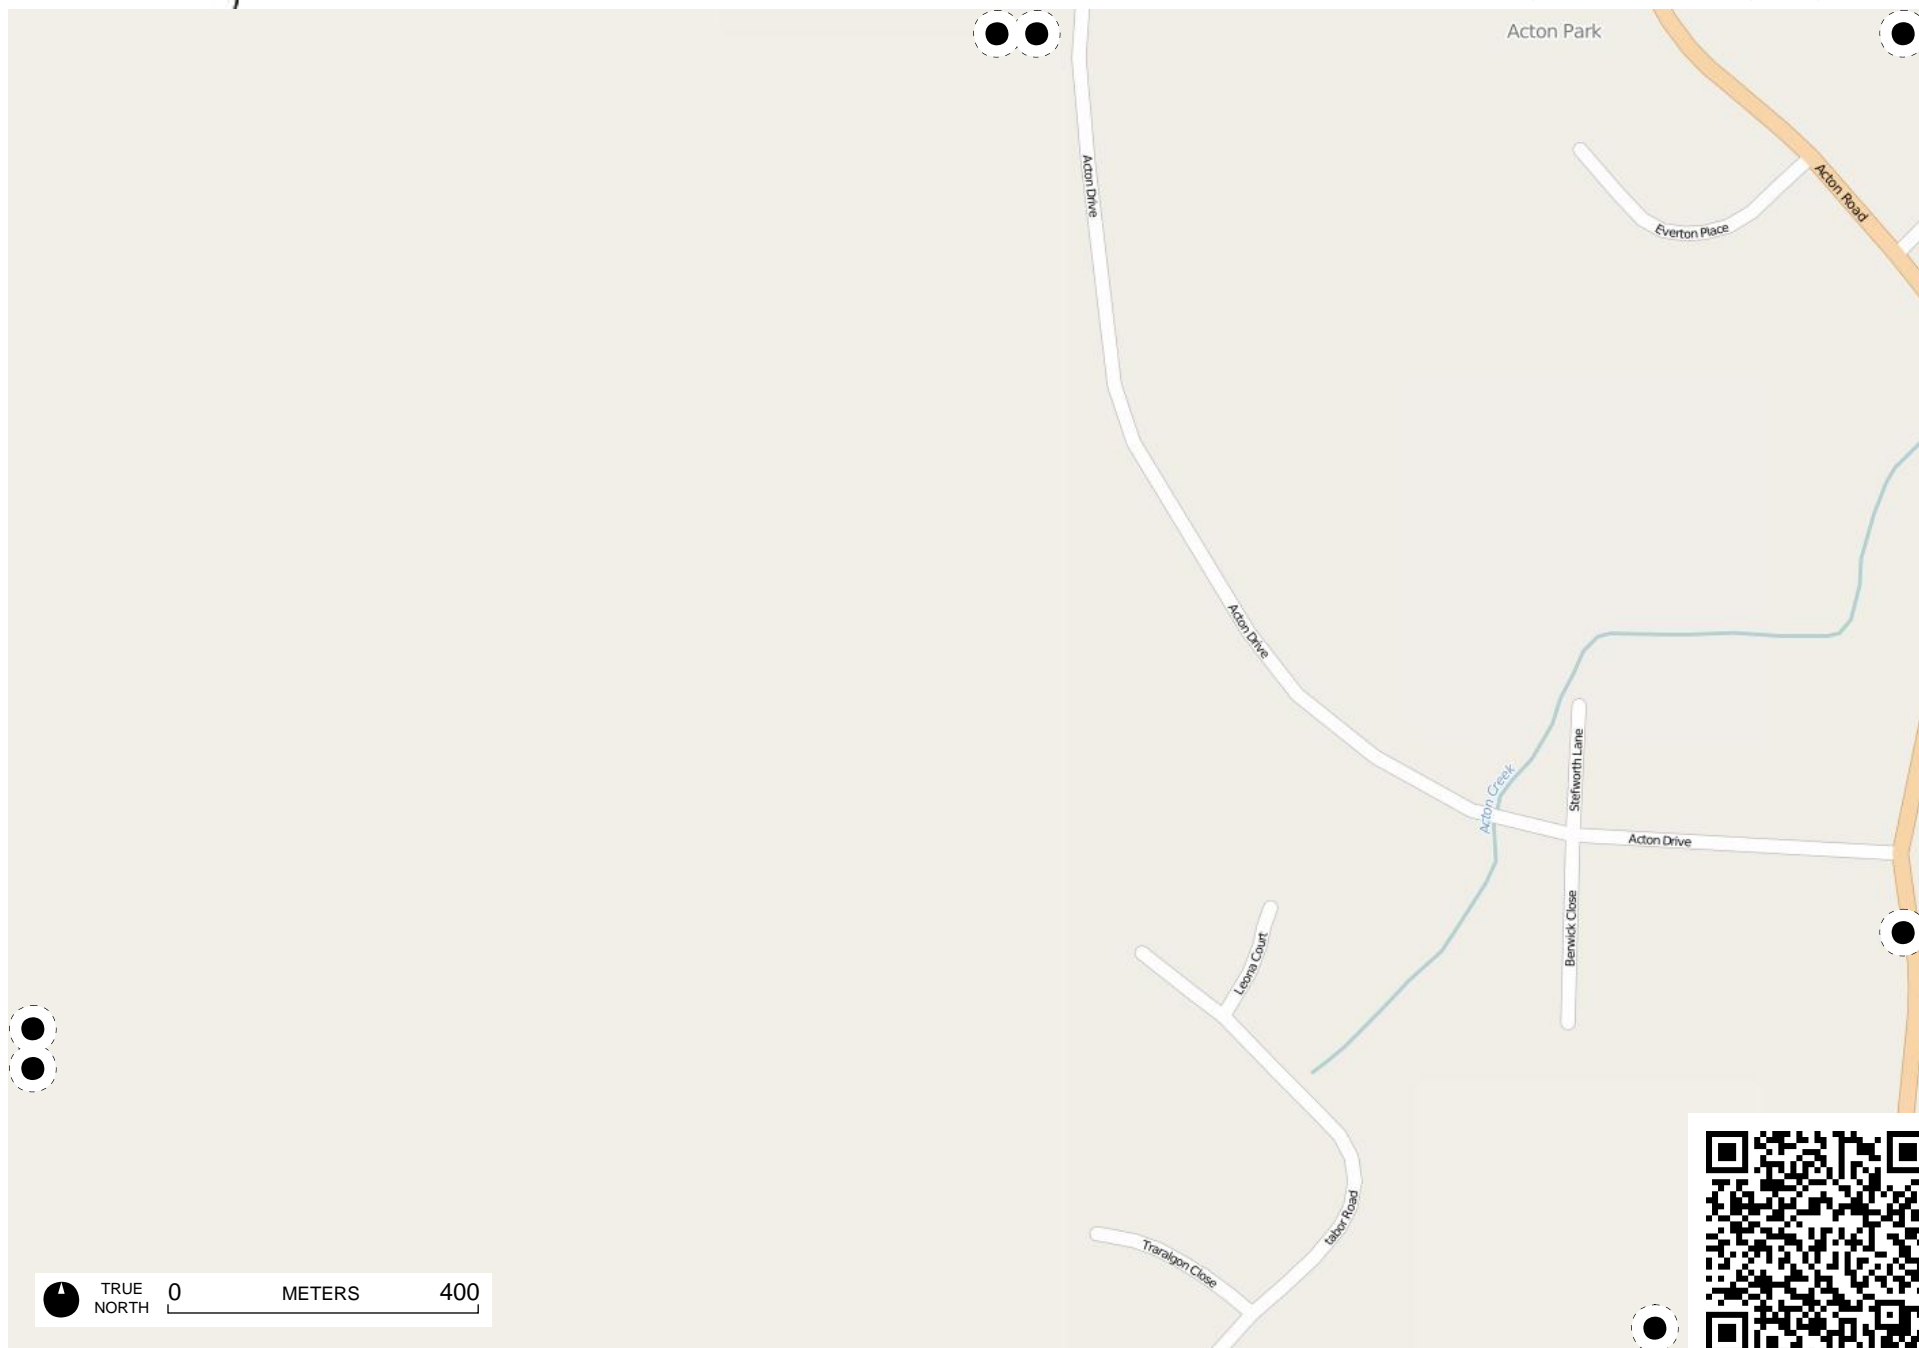 Acton Park
Acton Drive
Acton Road
Everton Place
Acton Drive
Stefworth Lane
Acton Creek
Acton Drive
Berwick Close
Leona Court
tabor Road
Traralgon Close
TRUE
NORTH
0 METERS 400